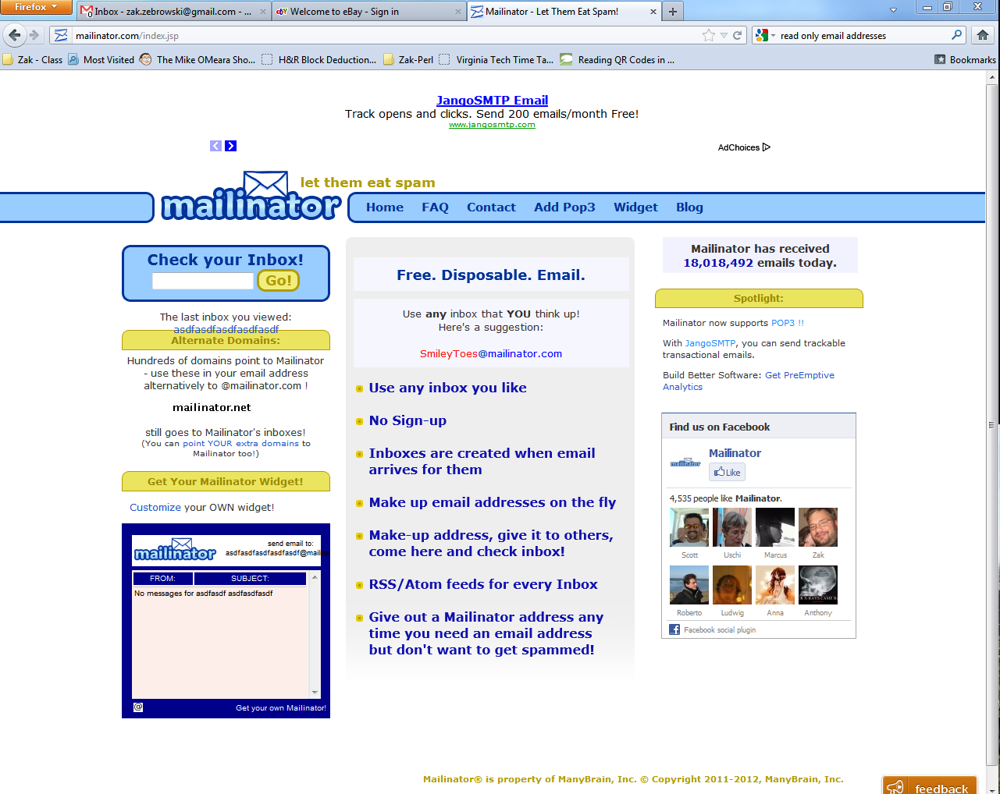 Firefox
Inbox - zak.zebrowski@gmail.com - ...
Welcome to eBay - Sign in
Mailinator - Let Them Eat Spam!
mailinator.com/index.jsp
read only email addresses
Zak - Class
Most Visited
The Mike OMeara Sho...
H&R Block Deduction...
Zak-Perl
Virginia Tech Time Ta...
Reading QR Codes in ...
Bookmarks
JangoSMTP Email
Track opens and clicks. Send 200 emails/month Free!
www.jangosmtp.com
AdChoices
let them eat spam
mailinator
Home FAQ Contact Add Pop3 Widget Blog
Check your Inbox!
Go!
The last inbox you viewed:
asdfasdfasdfasdfasdf
Alternate Domains:
Hundreds of domains point to Mailinator
- use these in your email address
alternatively to @mailinator.com !
mailinator.net
still goes to Mailinator's inboxes!
(You can point YOUR extra domains to
Mailinator too!)
Get Your Mailinator Widget!
Customize your OWN widget!
mailinator
send email to:
asdfasdfasdfasdfasdf@mail
FROM:
SUBJECT:
No messages for asdfasdf asdfasdfasdf
@
Get your own Mailinator!
Free. Disposable. Email.
Use any inbox that YOU think up!
Here's a suggestion:
SmileyToes@mailinator.com
Use any inbox you like
No Sign-up
Inboxes are created when email
arrives for them
Make up email addresses on the fly
Make-up address, give it to others,
come here and check inbox!
RSS/Atom feeds for every Inbox
Give out a Mailinator address any
time you need an email address
but don't want to get spammed!
Mailinator has received
18,018,492 emails today.
Spotlight:
Mailinator now supports POP3 !!
With JangoSMTP, you can send trackable
transactional emails.
Build Better Software: Get PreEmptive
Analytics
Find us on Facebook
mailinator
Mailinator
Like
4,535 people like Mailinator.
Scott Uschi Marcus Zak
X-RAYS CAME BA
Roberto Ludwig Anna Anthony
Facebook social plugin
Mailinator® is property of ManyBrain, Inc. © Copyright 2011-2012, ManyBrain, Inc.
feedback